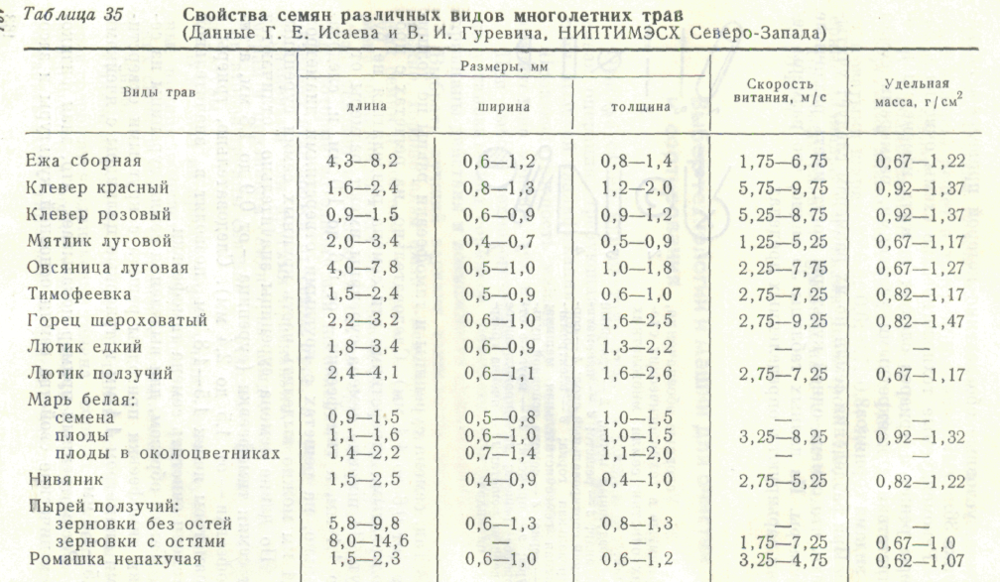 Таблица 35
Свойства семян различных видов многолетних трав
(Данные Г. Е. Исаева и В. И. Гуревича, НИПТИМЭСХ Северо-Запада)
Виды трав | Размеры, мм | Скорость витания, м/с | Удельная масса, г/см²
длина | ширина | толщина
Ежа сборная | 4,3—8,2 | 0,6—1,2 | 0,8—1,4 | 1,75—6,75 | 0,67—1,22
Клевер красный | 1,6—2,4 | 0,8—1,3 | 1,2—2,0 | 5,75—9,75 | 0,92—1,37
Клевер розовый | 0,9—1,5 | 0,6—0,9 | 0,9—1,2 | 5,25—8,75 | 0,92—1,37
Мятлик луговой | 2,0—3,4 | 0,4—0,7 | 0,5—0,9 | 1,25—5,25 | 0,67—1,17
Овсяница луговая | 4,0—7,8 | 0,5—1,0 | 1,0—1,8 | 2,25—7,75 | 0,67—1,27
Тимофеевка | 1,5—2,4 | 0,5—0,9 | 0,6—1,0 | 2,75—7,25 | 0,82—1,17
Горец шероховатый | 2,2—3,2 | 0,6—1,0 | 1,6—2,5 | 2,75—9,25 | 0,82—1,47
Лютик едкий | 1,8—3,4 | 0,6—0,9 | 1,3—2,2 | — | —
Лютик ползучий | 2,4—4,1 | 0,6—1,1 | 1,6—2,6 | 2,75—7,25 | 0,67—1,17
Марь белая:
семена | 0,9—1,5 | 0,5—0,8 | 1,0—1,5 | — | —
плоды | 1,1—1,6 | 0,6—1,0 | 1,0—1,5 | 3,25—8,25 | 0,92—1,32
плоды в околоцветниках | 1,4—2,2 | 0,7—1,4 | 1,1—2,0 | — | —
Нивяник | 1,5—2,5 | 0,4—0,9 | 0,4—1,0 | 2,75—5,25 | 0,82—1,22
Пырей ползучий:
зерновки без остей | 5,8—9,8 | 0,6—1,3 | 0,8—1,3 | — | —
зерновки с остями | 8,0—14,6 | — | — | 1,75—7,25 | 0,67—1,0
Ромашка непахучая | 1,5—2,3 | 0,6—1,0 | 0,6—1,2 | 3,25—4,75 | 0,62—1,07